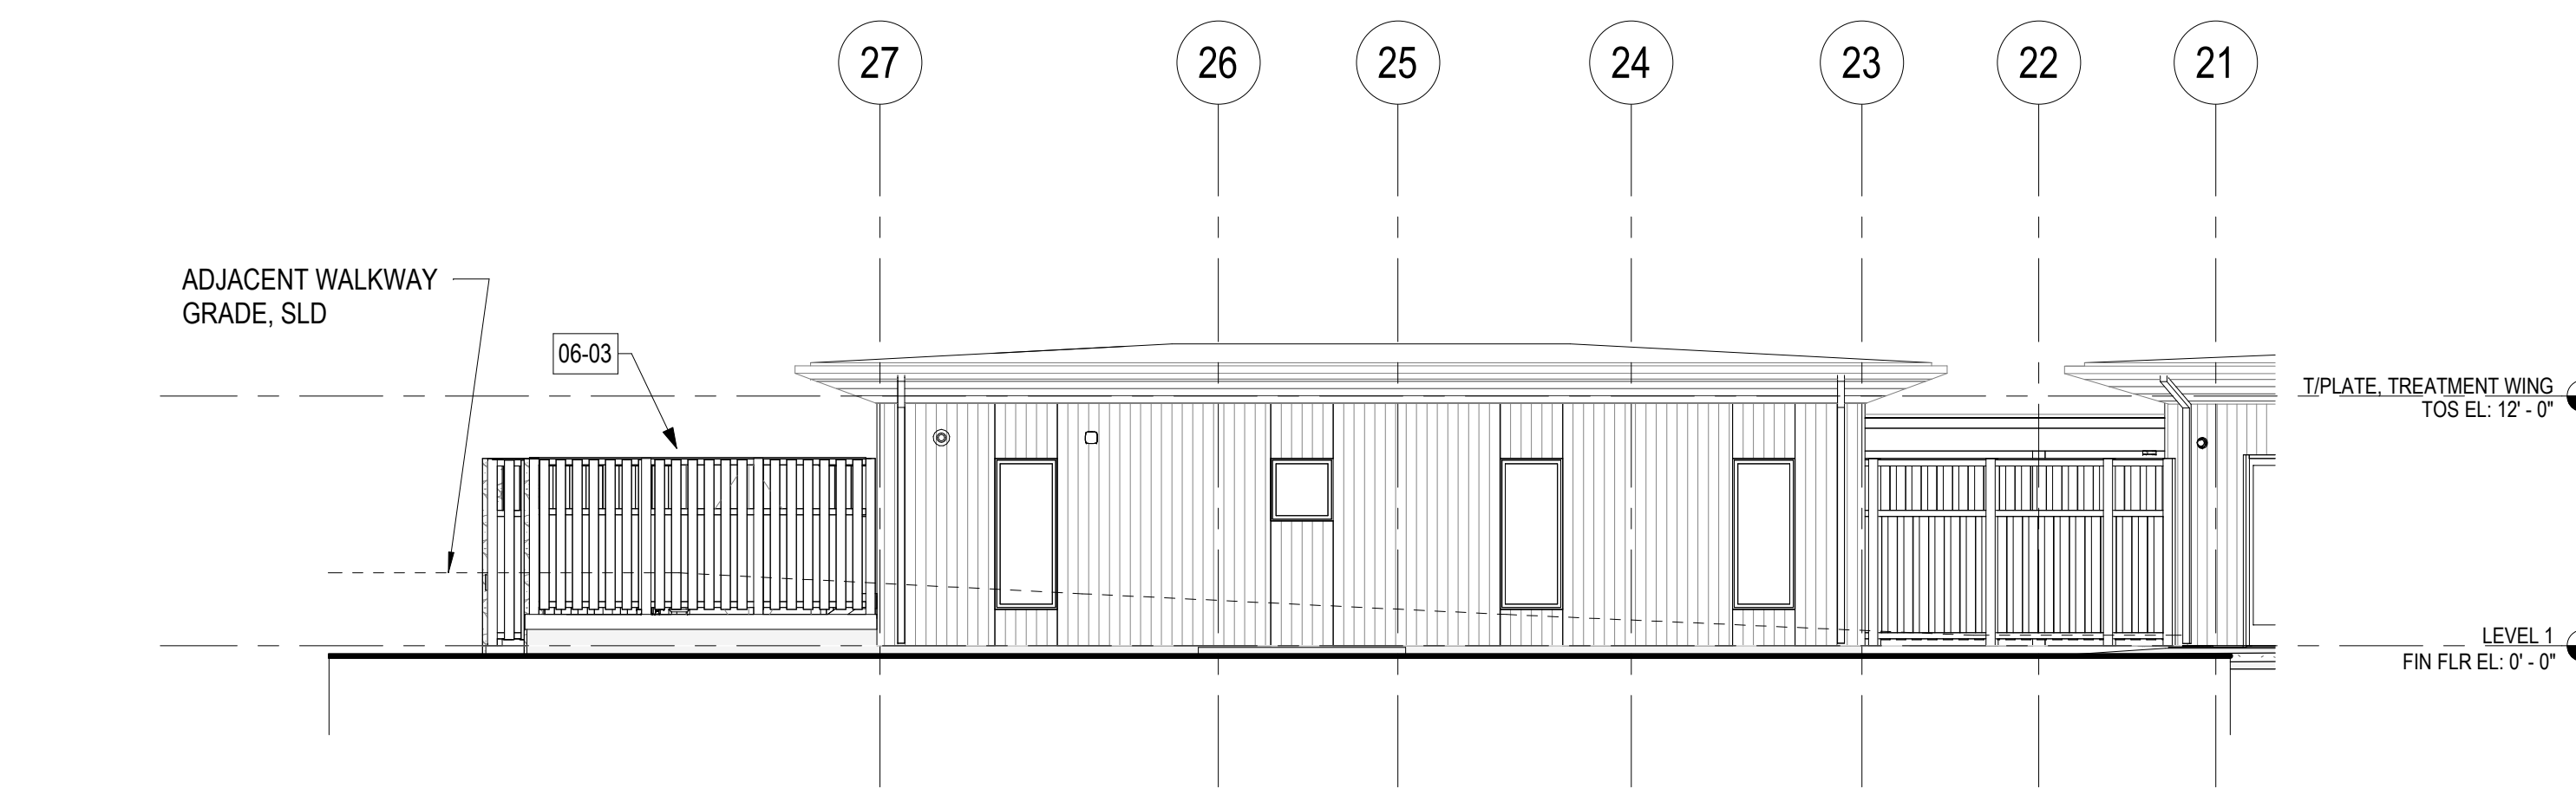 27
26
25
24
23
22
21
ADJACENT WALKWAY
GRADE, SLD
06-03
T/PLATE, TREATMENT WING
TOS EL: 12' - 0"
LEVEL 1
FIN FLR EL: 0' - 0"